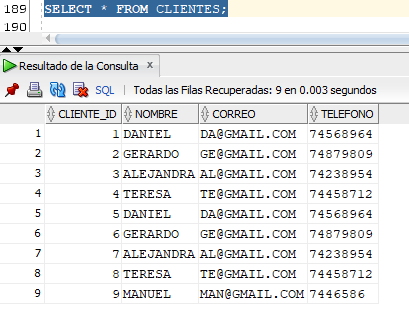 189 SELECT * FROM CLIENTES;
190
Resultado de la Consulta x
SQL | Todas las Filas Recuperadas: 9 en 0.003 segundos
CLIENTE_ID NOMBRE CORREO TELEFONO
1 1 DANIEL DA@GMAIL.COM 74568964
2 2 GERARDO GE@GMAIL.COM 74879809
3 3 ALEJANDRA AL@GMAIL.COM 74238954
4 4 TERESA TE@GMAIL.COM 74458712
5 5 DANIEL DA@GMAIL.COM 74568964
6 6 GERARDO GE@GMAIL.COM 74879809
7 7 ALEJANDRA AL@GMAIL.COM 74238954
8 8 TERESA TE@GMAIL.COM 74458712
9 9 MANUEL MAN@GMAIL.COM 7446586